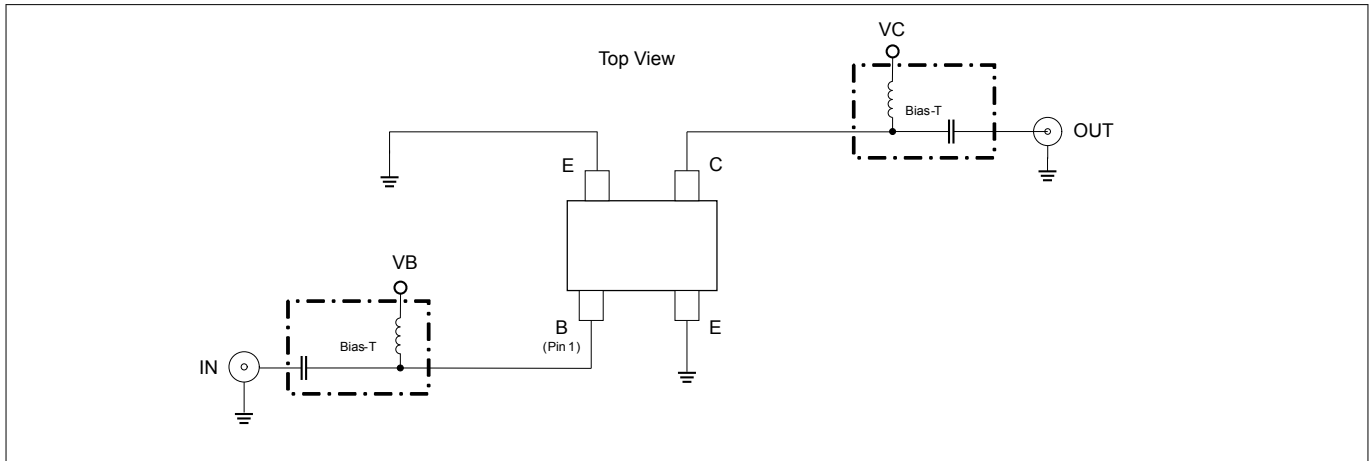 VC
Top View
Bias-T
OUT
E
C
VB
B
E
(Pin 1)
Bias-T
IN